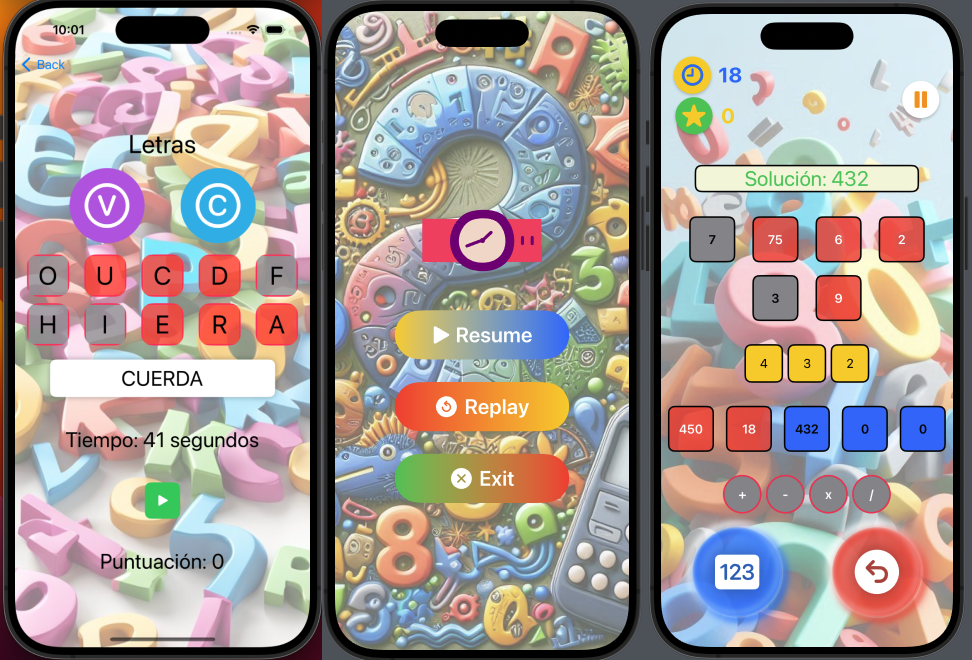 10:01
Back
Letras
V C
O U C D F
H I E R A
CUERDA
Tiempo: 41 segundos
Puntuación: 0
Resume
Replay
Exit
18
0
Solución: 432
7 75 6 2
3 9
4 3 2
450 18 432 0 0
+ - x /
123